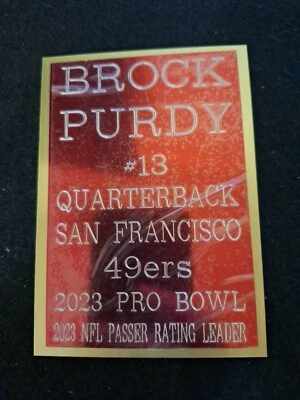 BROCK
PURDY
#13
QUARTERBACK
SAN FRANCISCO
49ers
2023 PRO BOWL
2023 NFL PASSER RATING LEADER